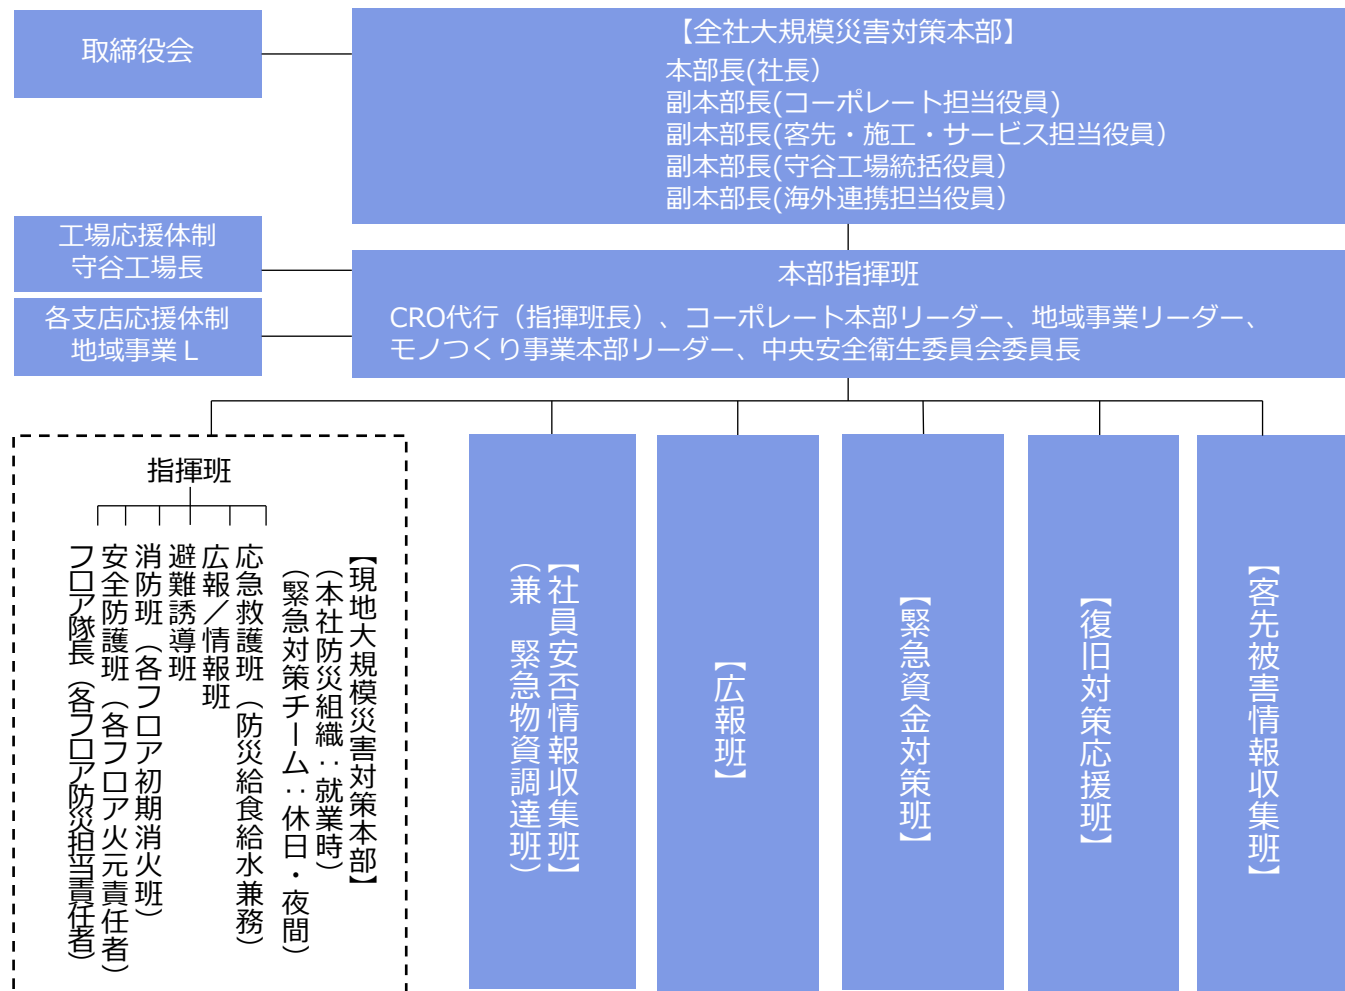 取締役会
【全社大規模災害対策本部】
本部長(社長)
副本部長(コーポレート担当役員)
副本部長(客先・施工・サービス担当役員)
副本部長(守谷工場統括役員)
副本部長(海外連携担当役員)
工場応援体制
守谷工場長
各支店応援体制
地域事業L
本部指揮班
CRO代行（指揮班長）、コーポレート本部リーダー、地域事業リーダー、
モノつくり事業本部リーダー、中央安全衛生委員会委員長
指揮班
【現地大規模災害対策本部】
（本社防災組織：就業時）
（緊急対策チーム：休日・夜間）
応急救護班（防災給食給水兼務）
広報／情報班
避難誘導班
消防班（各フロア初期消火班）
安全防護班（各フロア火元責任者）
フロア隊長（各フロア防災担当責任者）
【社員安否情報収集班】
（兼　緊急物資調達班）
【広報班】
【緊急資金対策班】
【復旧対策応援班】
【客先被害情報収集班】